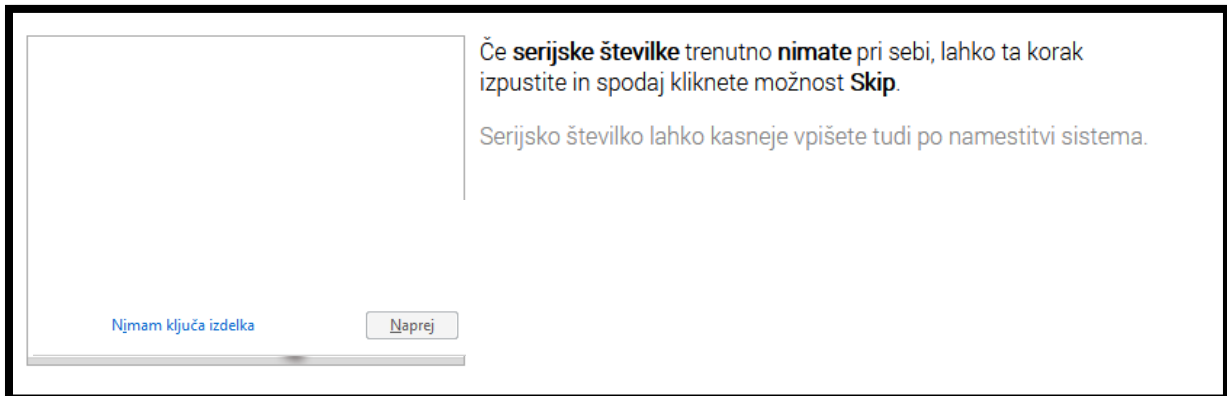 Če serijske številke trenutno nimate pri sebi, lahko ta korak
izpustite in spodaj kliknete možnost Skip.
Serijsko številko lahko kasneje vpišete tudi po namestitvi sistema.
Nimam ključa izdelka
Naprej